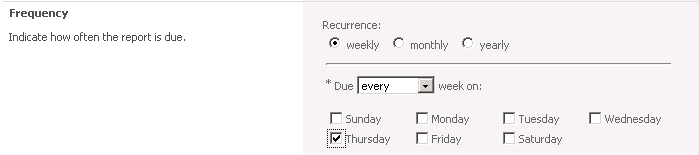 Frequency
Indicate how often the report is due.
Recurrence:
weekly monthly yearly
* Due every week on:
Sunday Monday Tuesday Wednesday
Thursday Friday Saturday